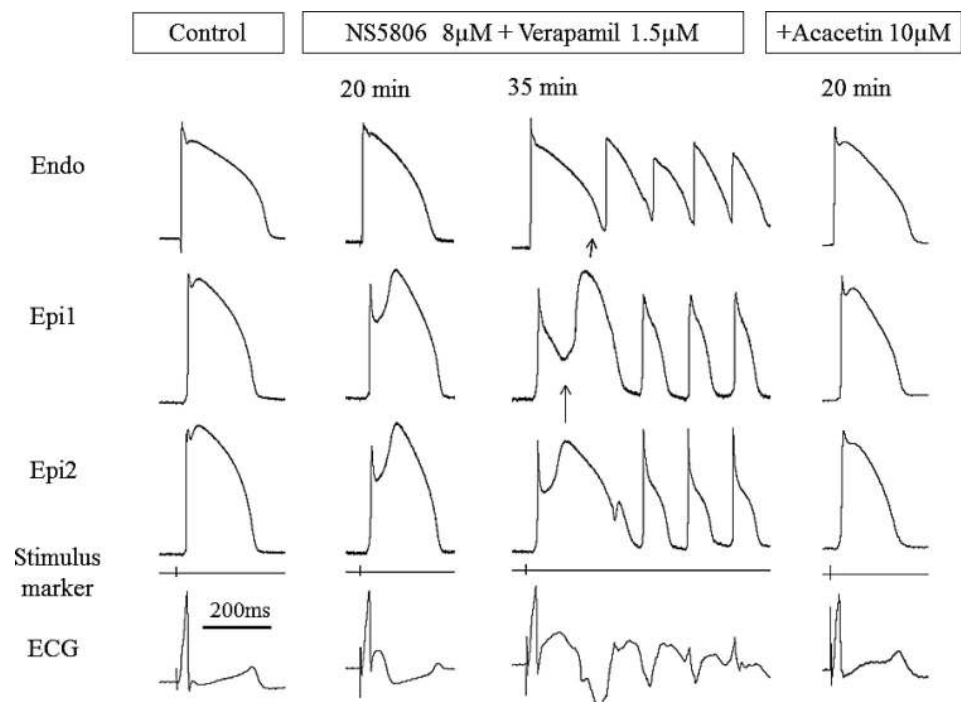 Control
NS5806 8μM + Verapamil 1.5μM
+Acacetin 10μM
20 min
35 min
20 min
Endo
Epi1
Epi2
Stimulus
marker
200ms
ECG